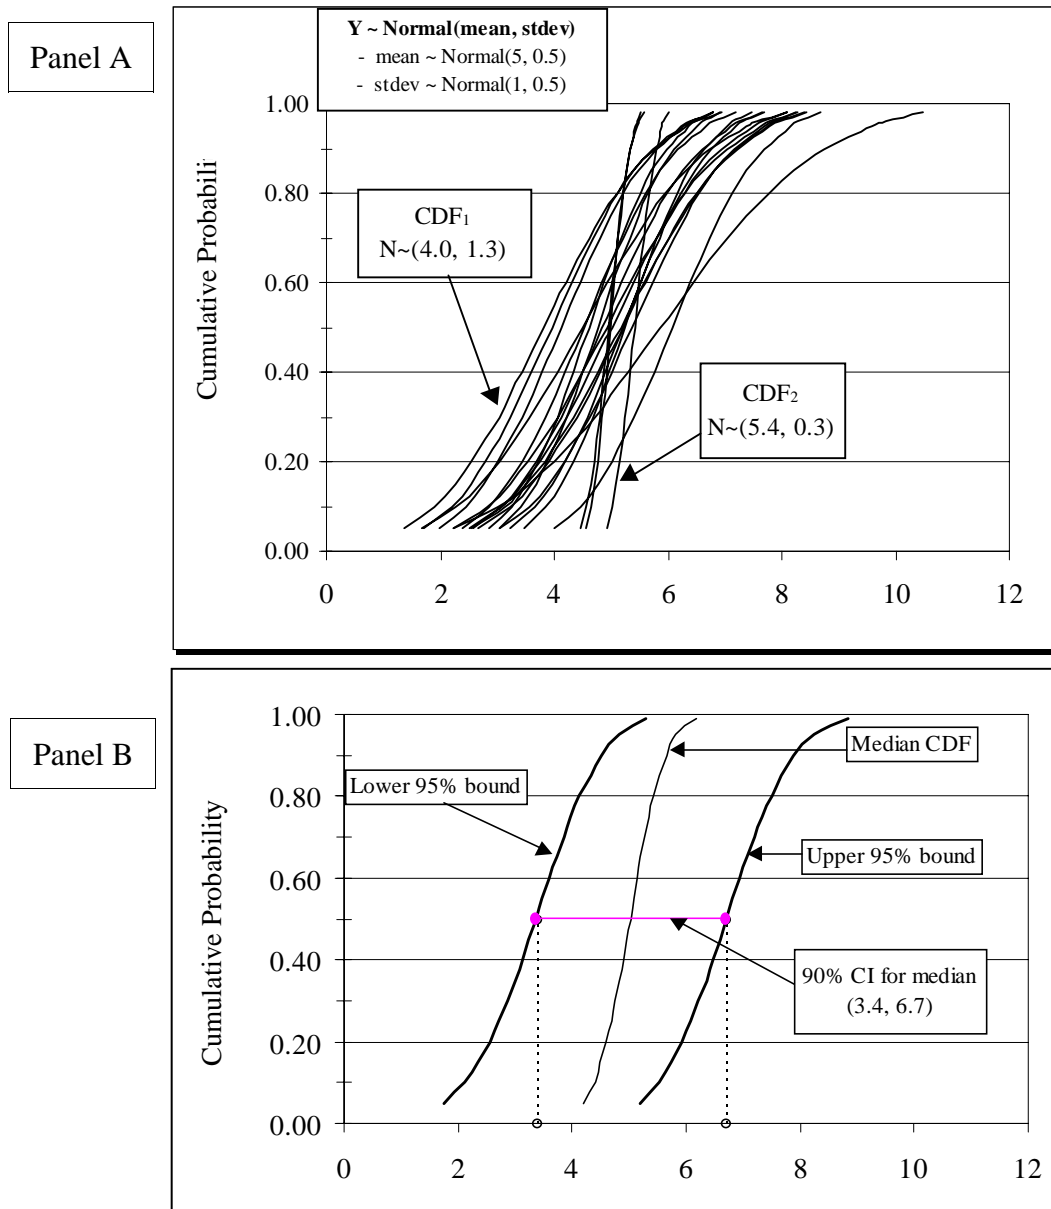 Panel A
Y ~ Normal(mean, stdev)
- mean ~ Normal(5, 0.5)
- stdev ~ Normal(1, 0.5)
Cumulative Probabili
1.00
0.80
0.60
0.40
0.20
0.00
CDF1
N~(4.0, 1.3)
CDF2
N~(5.4, 0.3)
0 2 4 6 8 10 12
Panel B
Cumulative Probability
1.00
0.80
0.60
0.40
0.20
0.00
Median CDF
Lower 95% bound
Upper 95% bound
90% CI for median
(3.4, 6.7)
0 2 4 6 8 10 12